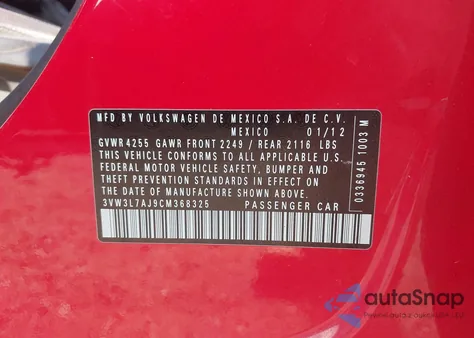 MFD BY VOLKSWAGEN DE MEXICO S.A. DE C.V.
MEXICO 01/12
GVWR 4255 GAWR FRONT 2249 / REAR 2116 LBS
THIS VEHICLE CONFORMS TO ALL APPLICABLE U.S.
FEDERAL MOTOR VEHICLE SAFETY, BUMPER AND
THEFT PREVENTION STANDARDS IN EFFECT ON
THE DATE OF MANUFACTURE SHOWN ABOVE
3VW3L7AJ9CM368325 PASSENGER CAR
0336945 1003 M
autaSnap